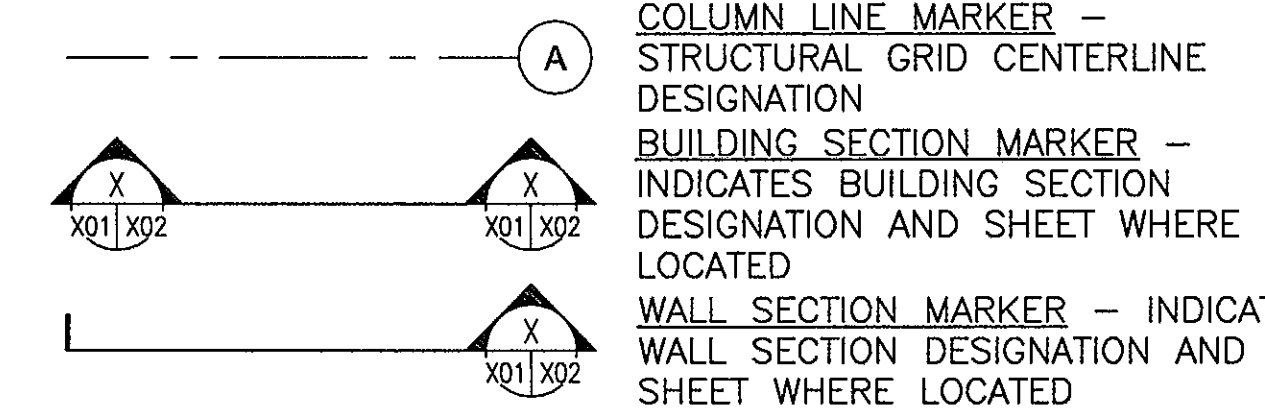 A
COLUMN LINE MARKER –
STRUCTURAL GRID CENTERLINE
DESIGNATION
X
X01 X02
X
X01 X02
BUILDING SECTION MARKER –
INDICATES BUILDING SECTION
DESIGNATION AND SHEET WHERE
LOCATED
X
X01 X02
WALL SECTION MARKER – INDICAT
WALL SECTION DESIGNATION AND
SHEET WHERE LOCATED